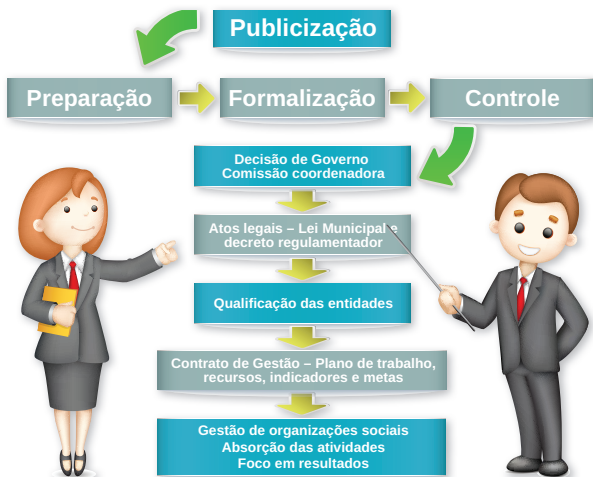 Publicização
Preparação
Formalização
Controle
Decisão de Governo
Comissão coordenadora
Atos legais – Lei Municipal e
decreto regulamentador
Qualificação das entidades
Contrato de Gestão – Plano de trabalho,
recursos, indicadores e metas
Gestão de organizações sociais
Absorção das atividades
Foco em resultados